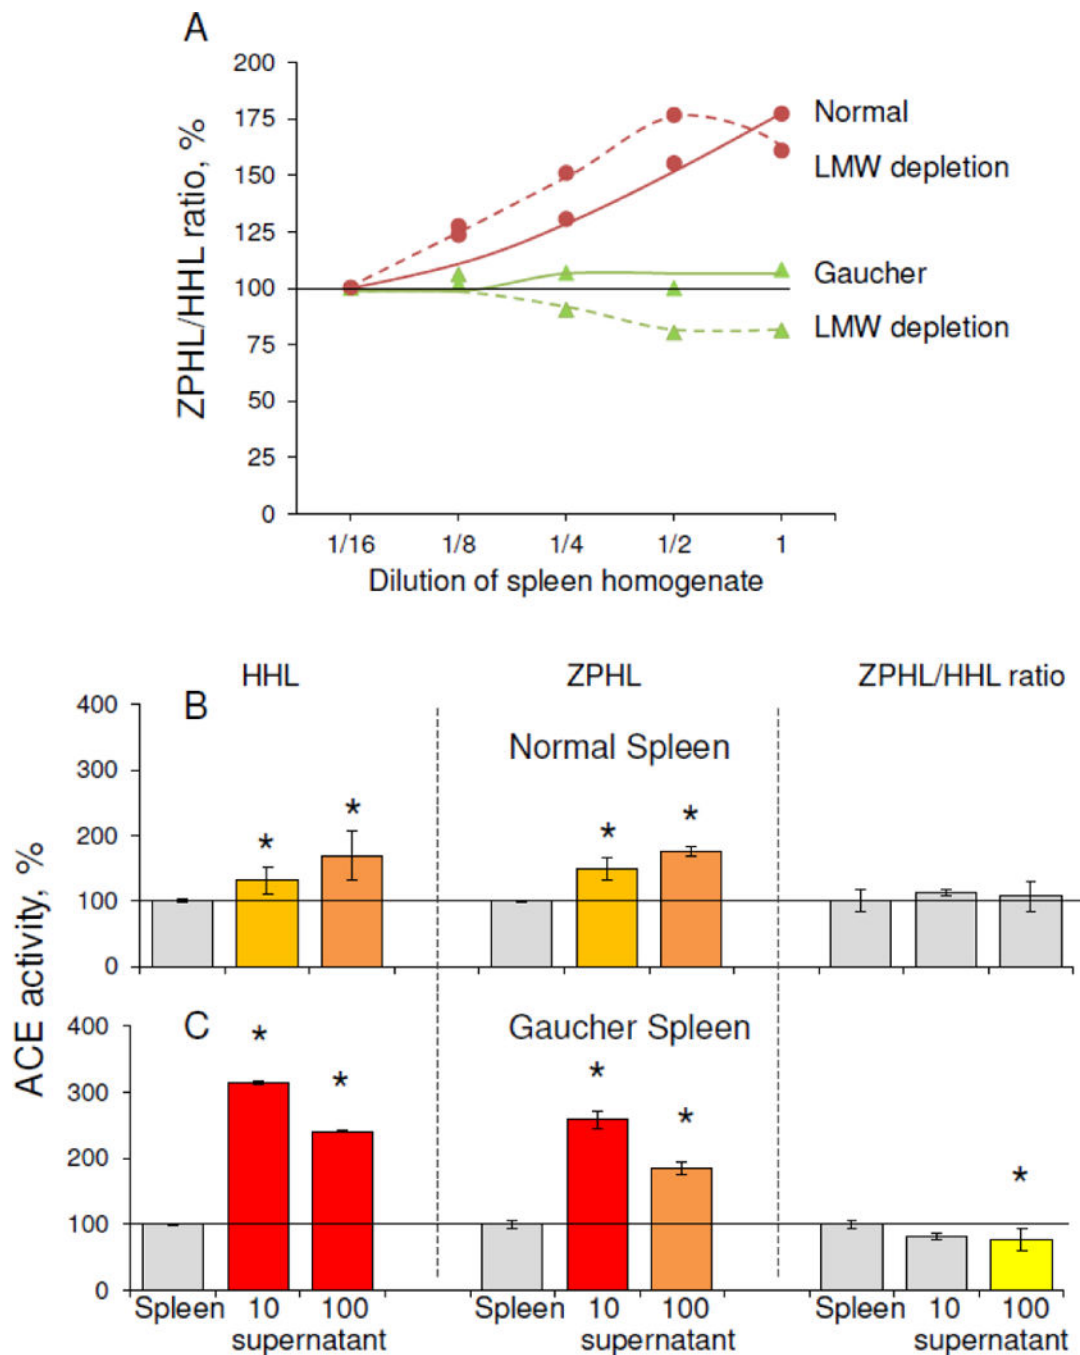 A
ZPHL/HHL ratio, %
200
175
150
125
100
75
50
25
0
Normal
LMW depletion
Gaucher
LMW depletion
1/16 1/8 1/4 1/2 1
Dilution of spleen homogenate
HHL ZPHL ZPHL/HHL ratio
ACE activity, %
B
Normal Spleen
400
300
200
100
0
* * * *
C
Gaucher Spleen
400
300
200
100
0
* * * * *
Spleen 10 100 Spleen 10 100 Spleen 10 100
supernatant supernatant supernatant